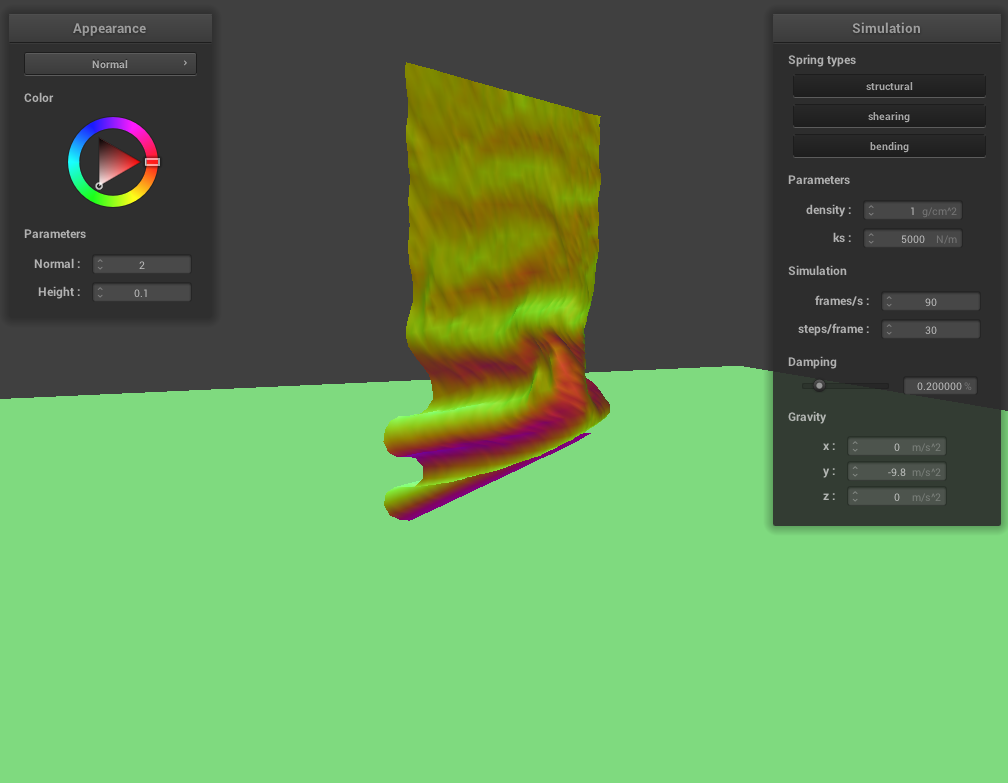 Appearance
Normal ›
Color
Parameters
Normal : 2
Height : 0.1
Simulation
Spring types
structural
shearing
bending
Parameters
density : 1 g/cm^2
ks : 5000 N/m
Simulation
frames/s : 90
steps/frame : 30
Damping
0.200000 %
Gravity
x : 0 m/s^2
y : -9.8 m/s^2
z : 0 m/s^2